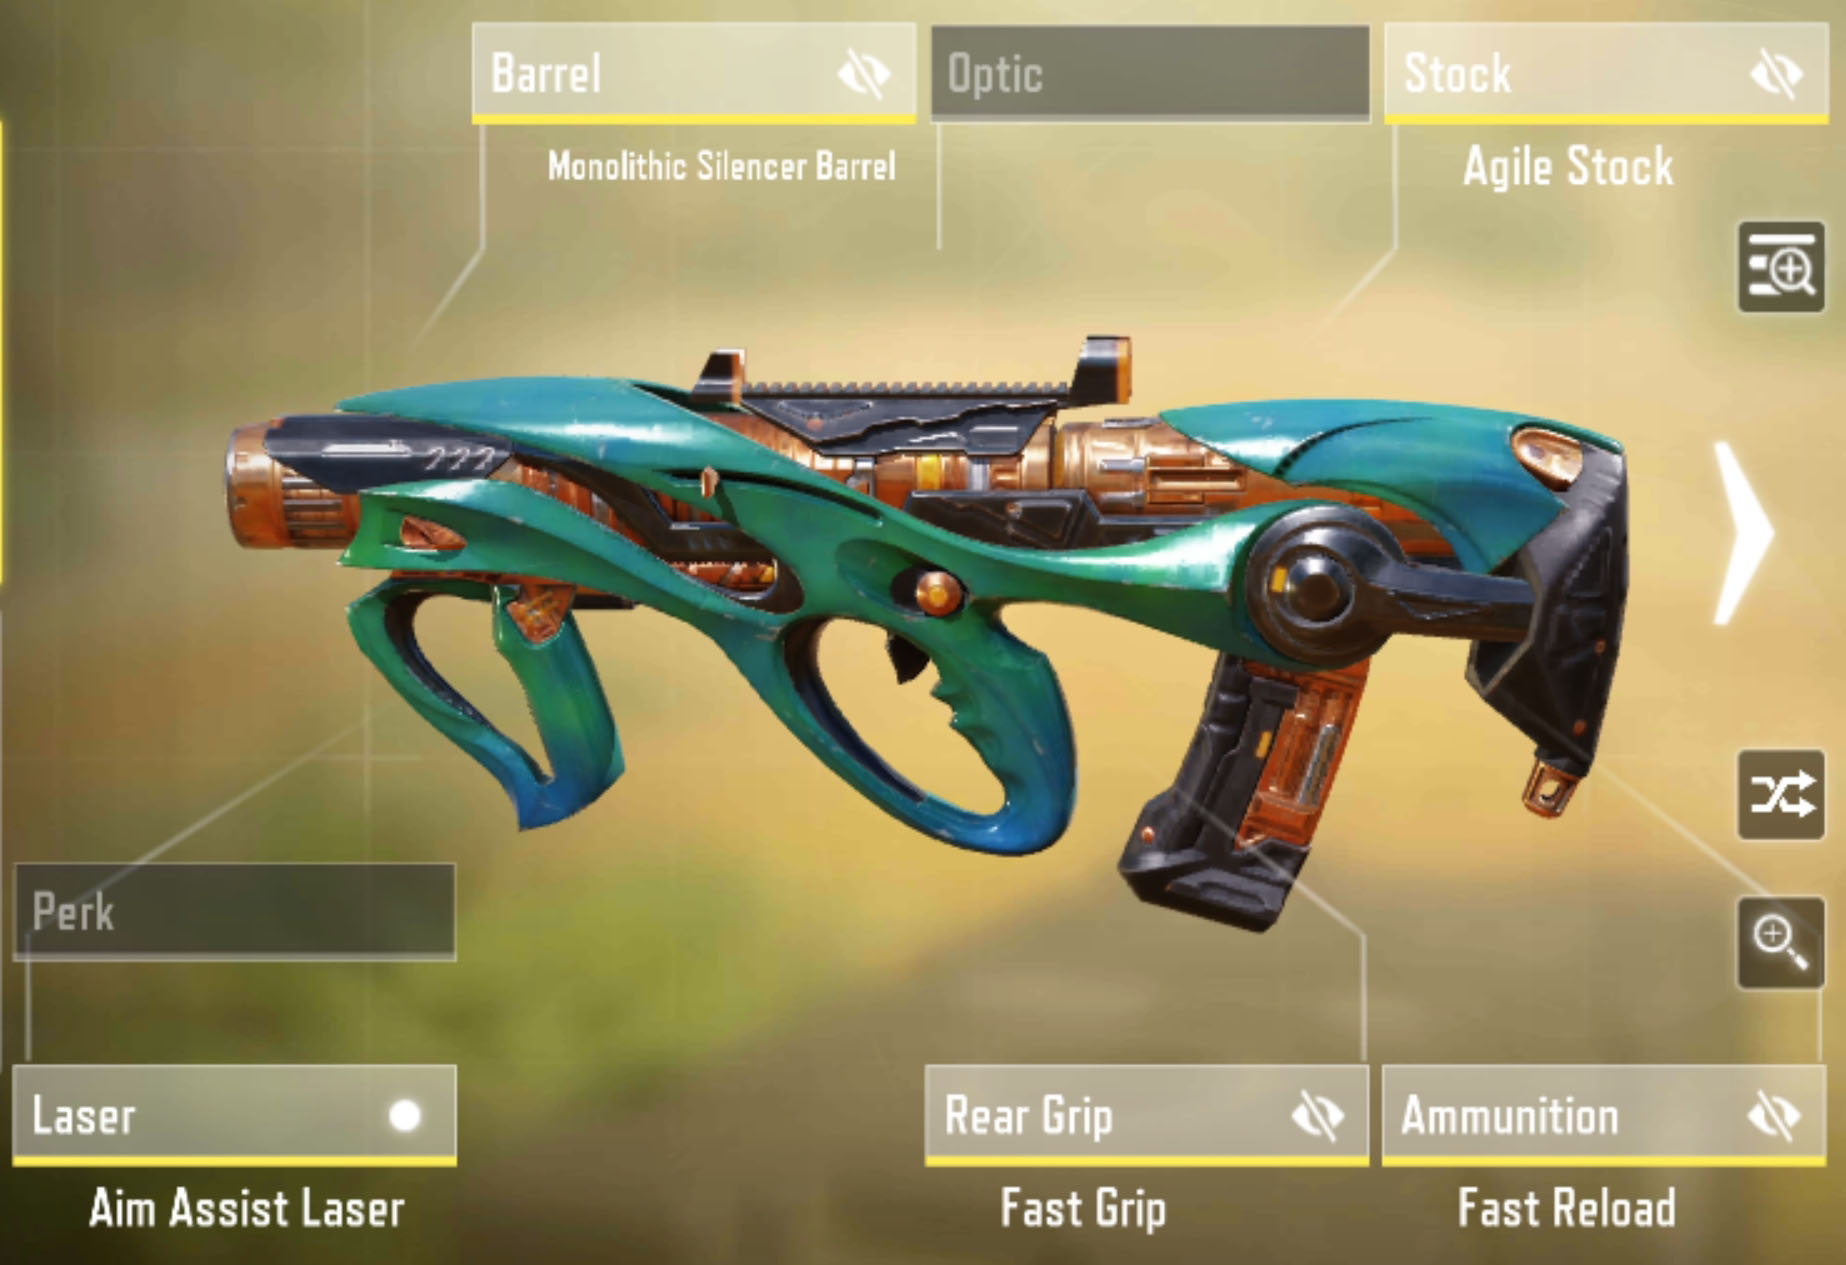 Barrel
Optic
Stock
Monolithic Silencer Barrel
Agile Stock
Perk
Laser
Rear Grip
Ammunition
Aim Assist Laser
Fast Grip
Fast Reload